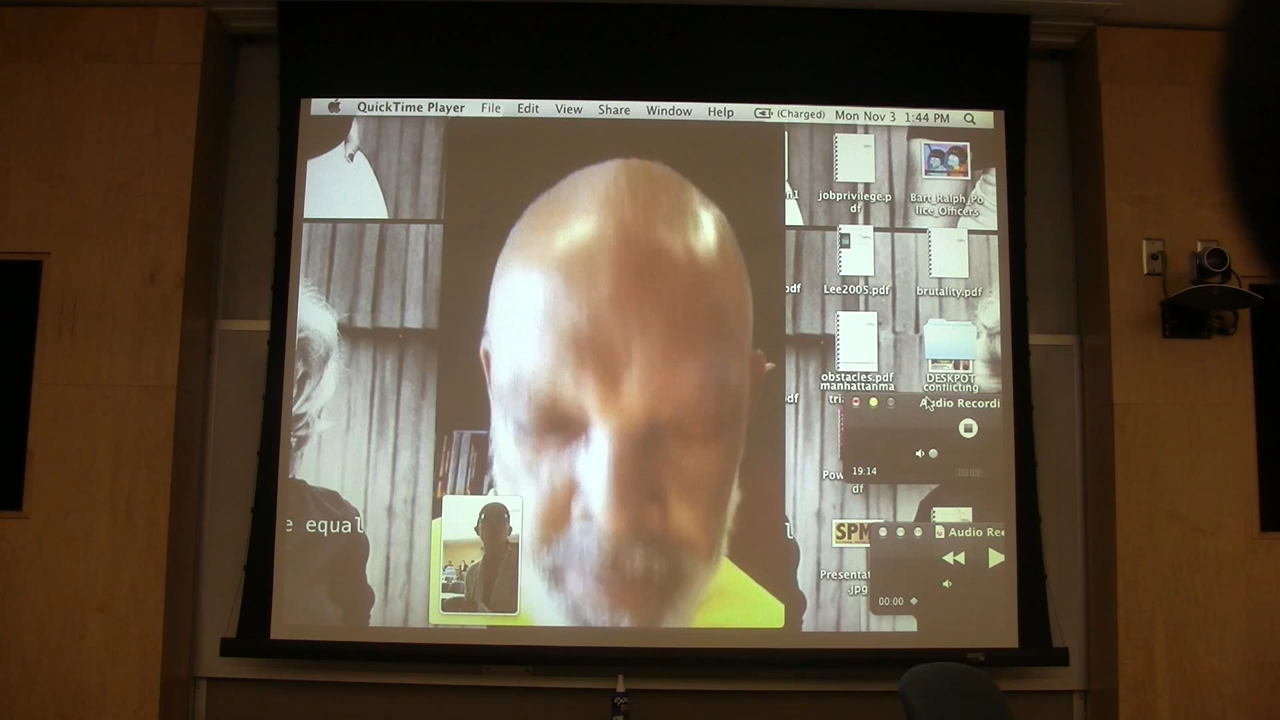 QuickTime Player File Edit View Share Window Help (Charged) Mon Nov 3 1:44 PM
jobprivilege.p
df
Bart_Ralph_Po
lice_Officers
Lee2005.pdf
brutality.pdf
obstacles.pdf
manhattanma
DESKPOT
conflicting
Audio Recordi
19:14
df
e equal
SPM
Audio Rec
Presentat
.jpg
00:00